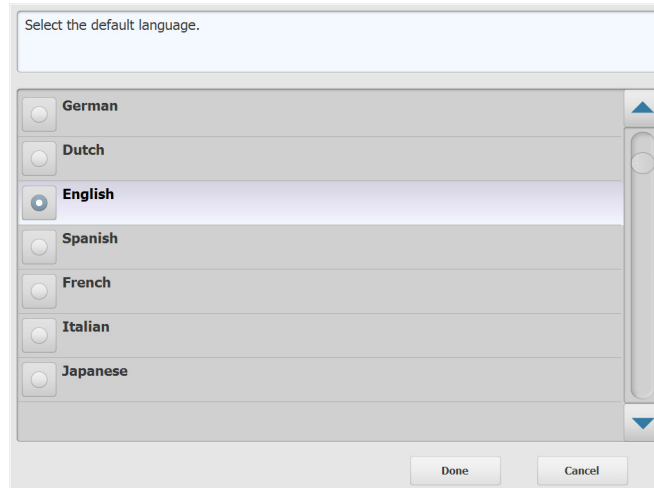 Select the default language.
German
Dutch
English
Spanish
French
Italian
Japanese
Done
Cancel